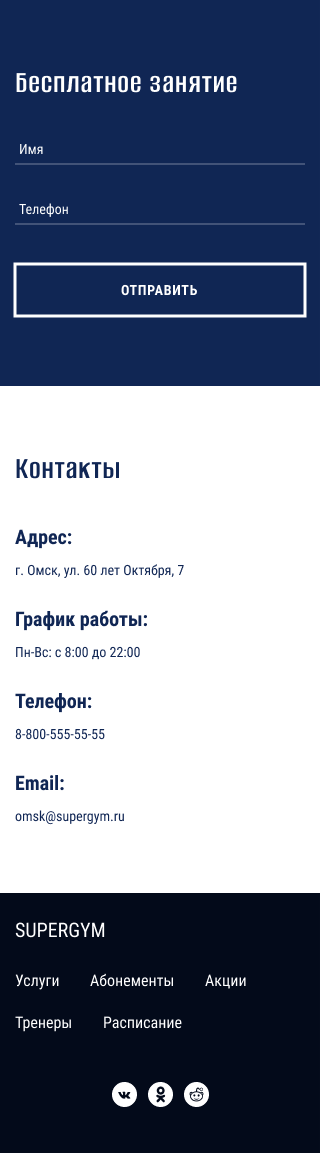 Бесплатное занятие
Имя
Телефон
ОТПРАВИТЬ
Контакты
Адрес:
г. Омск, ул. 60 лет Октября, 7
График работы:
Пн-Вс: с 8:00 до 22:00
Телефон:
8-800-555-55-55
Email:
omsk@supergym.ru
SUPERGYM
Услуги Абонементы Акции
Тренеры Расписание